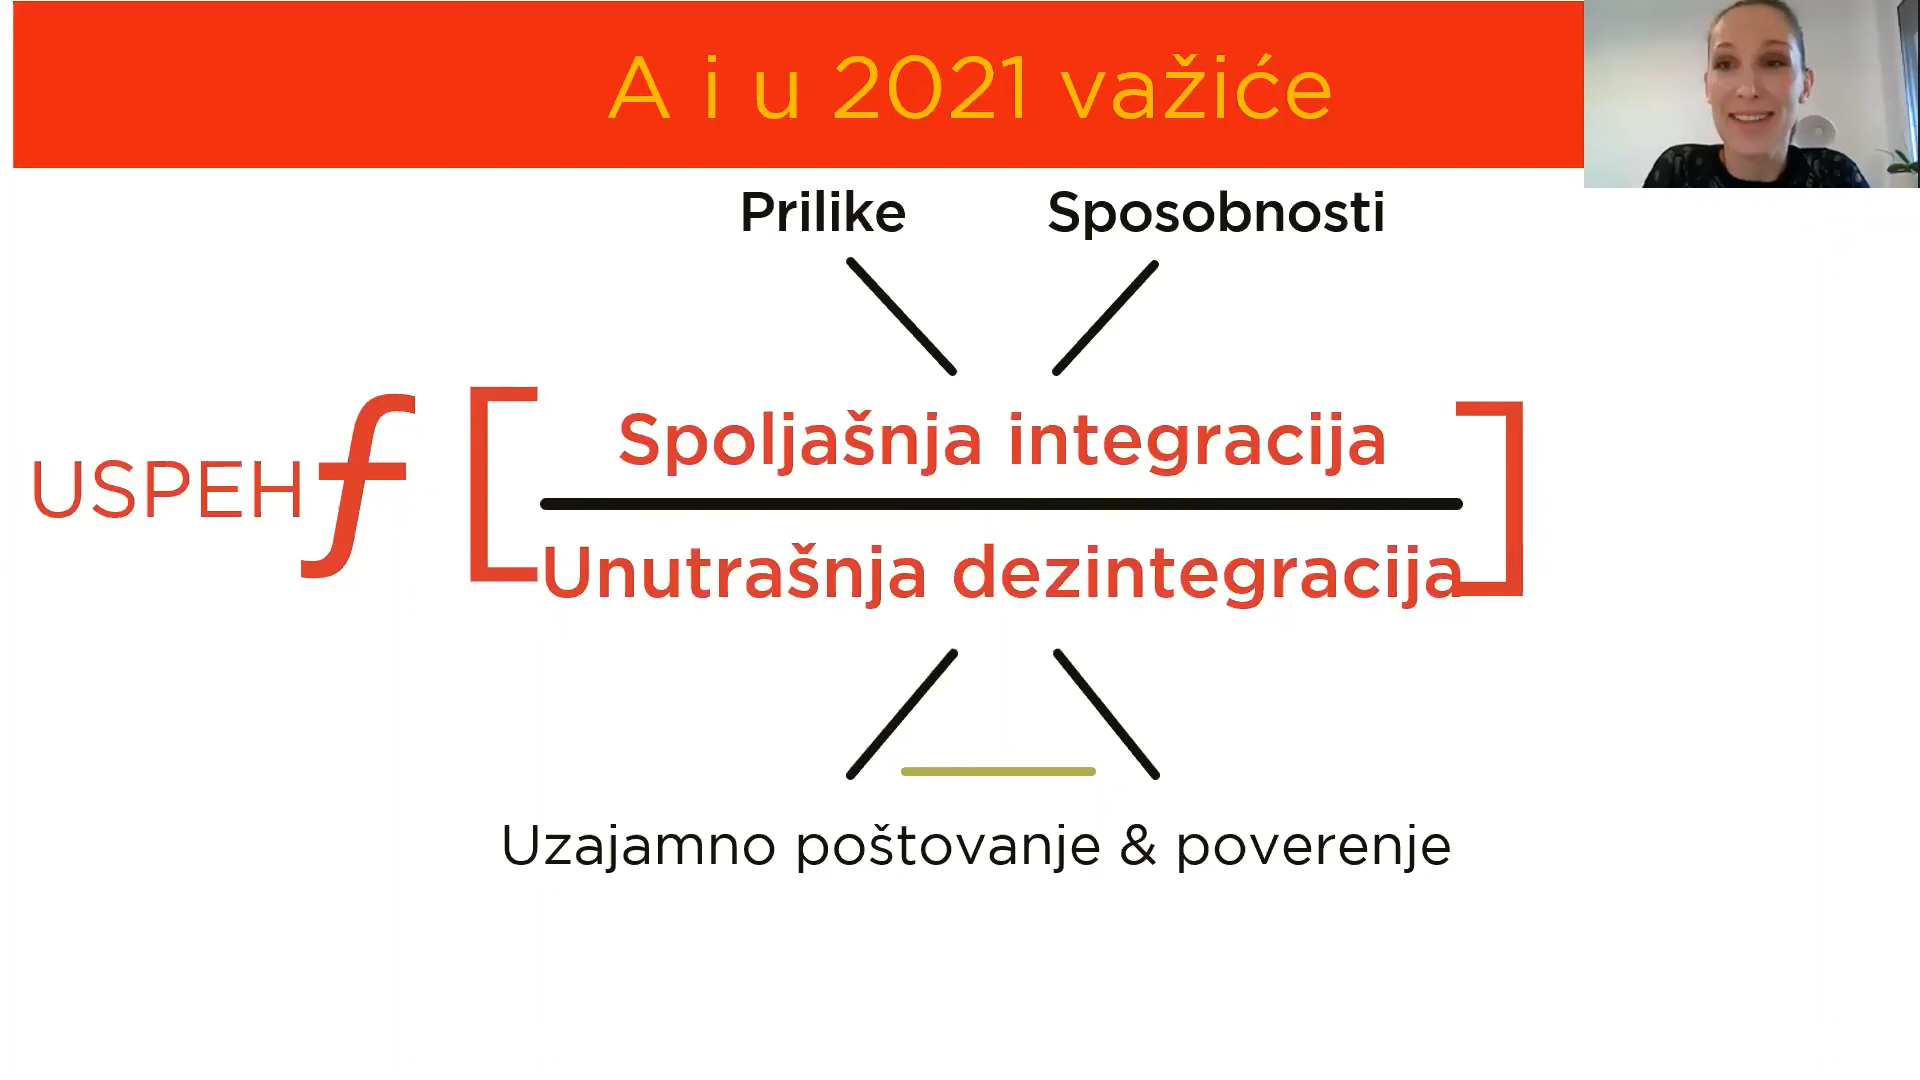 A i u 2021 važiće
Prilike
Sposobnosti
USPEH f
Spoljašnja integracija
Unutrašnja dezintegracija
Uzajamno poštovanje & poverenje